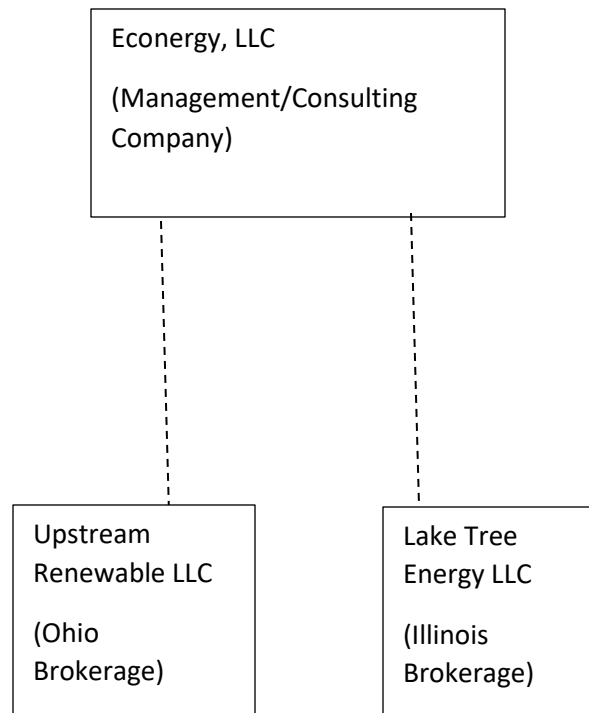 Econergy, LLC
(Management/Consulting
Company)
Upstream
Renewable LLC
(Ohio
Brokerage)
Lake Tree
Energy LLC
(Illinois
Brokerage)